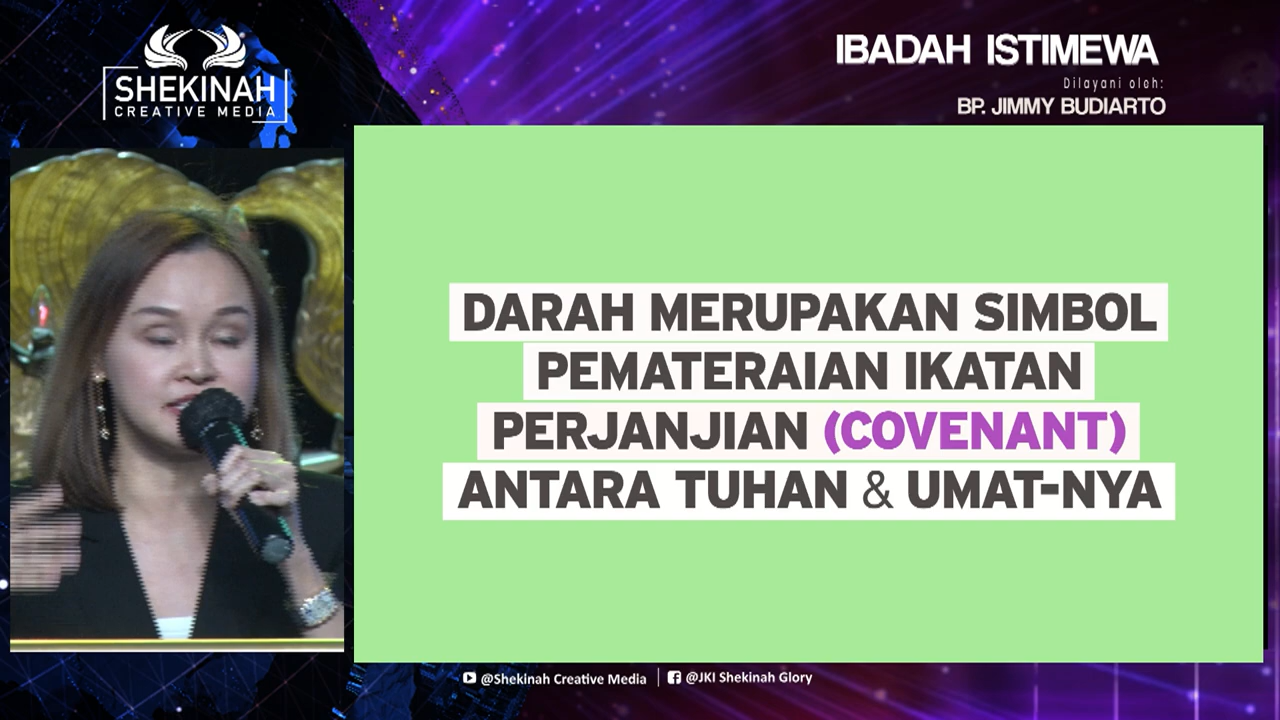 SHEKINAH
CREATIVE MEDIA
IBADAH ISTIMEWA
Dilayani oleh:
BP. JIMMY BUDIARTO
DARAH MERUPAKAN SIMBOL
PEMATERAIAN IKATAN
PERJANJIAN (COVENANT)
ANTARA TUHAN & UMAT-NYA
@Shekinah Creative Media
@JKI Shekinah Glory